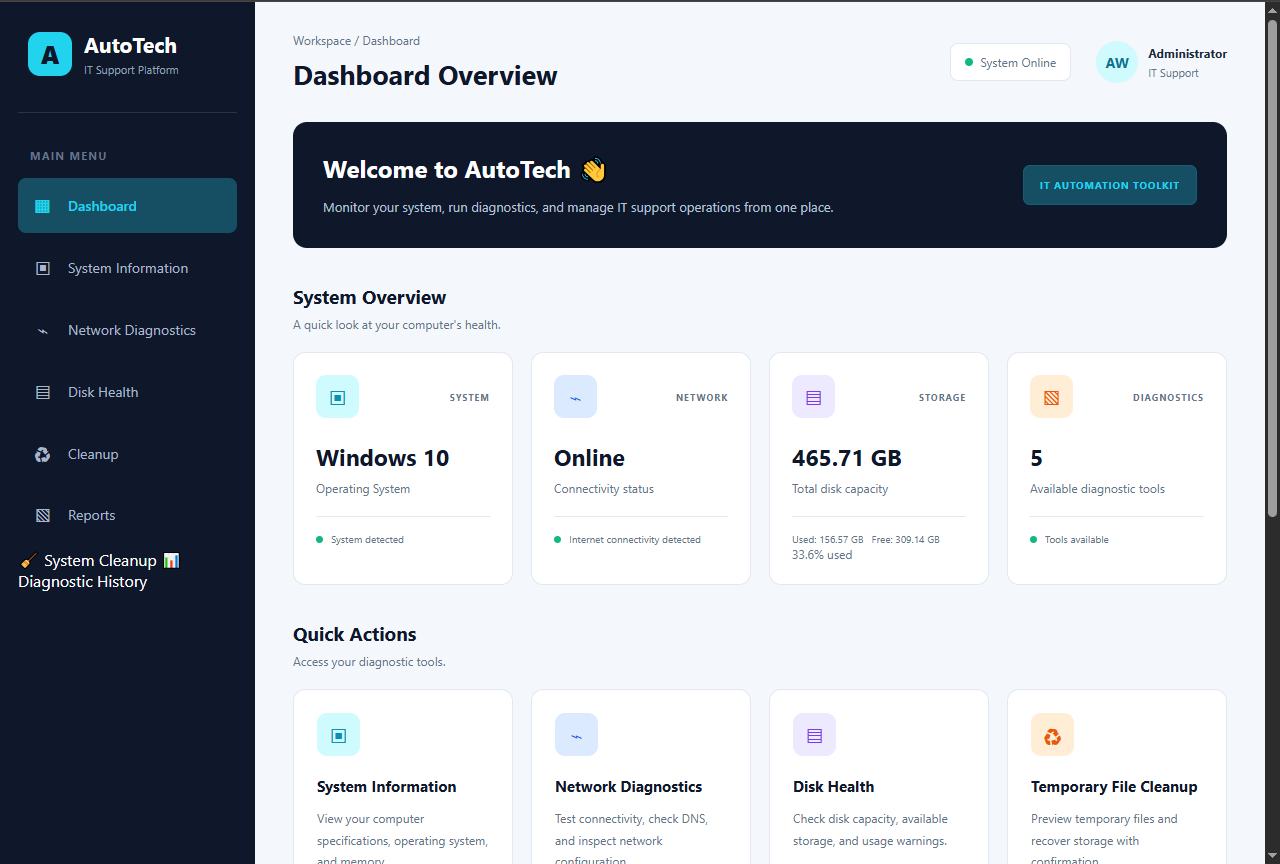 AutoTech
IT Support Platform
MAIN MENU
Dashboard
System Information
Network Diagnostics
Disk Health
Cleanup
Reports
🧹 System Cleanup 📊
Diagnostic History
Workspace / Dashboard
Dashboard Overview
System Online
AW
Administrator
IT Support
Welcome to AutoTech 👋
Monitor your system, run diagnostics, and manage IT support operations from one place.
IT AUTOMATION TOOLKIT
System Overview
A quick look at your computer's health.
SYSTEM
Windows 10
Operating System
System detected
NETWORK
Online
Connectivity status
Internet connectivity detected
STORAGE
465.71 GB
Total disk capacity
Used: 156.57 GB Free: 309.14 GB
33.6% used
DIAGNOSTICS
5
Available diagnostic tools
Tools available
Quick Actions
Access your diagnostic tools.
System Information
View your computer
specifications, operating system,
and memory
Network Diagnostics
Test connectivity, check DNS,
and inspect network
configuration
Disk Health
Check disk capacity, available
storage, and usage warnings.
Temporary File Cleanup
Preview temporary files and
recover storage with
confirmation